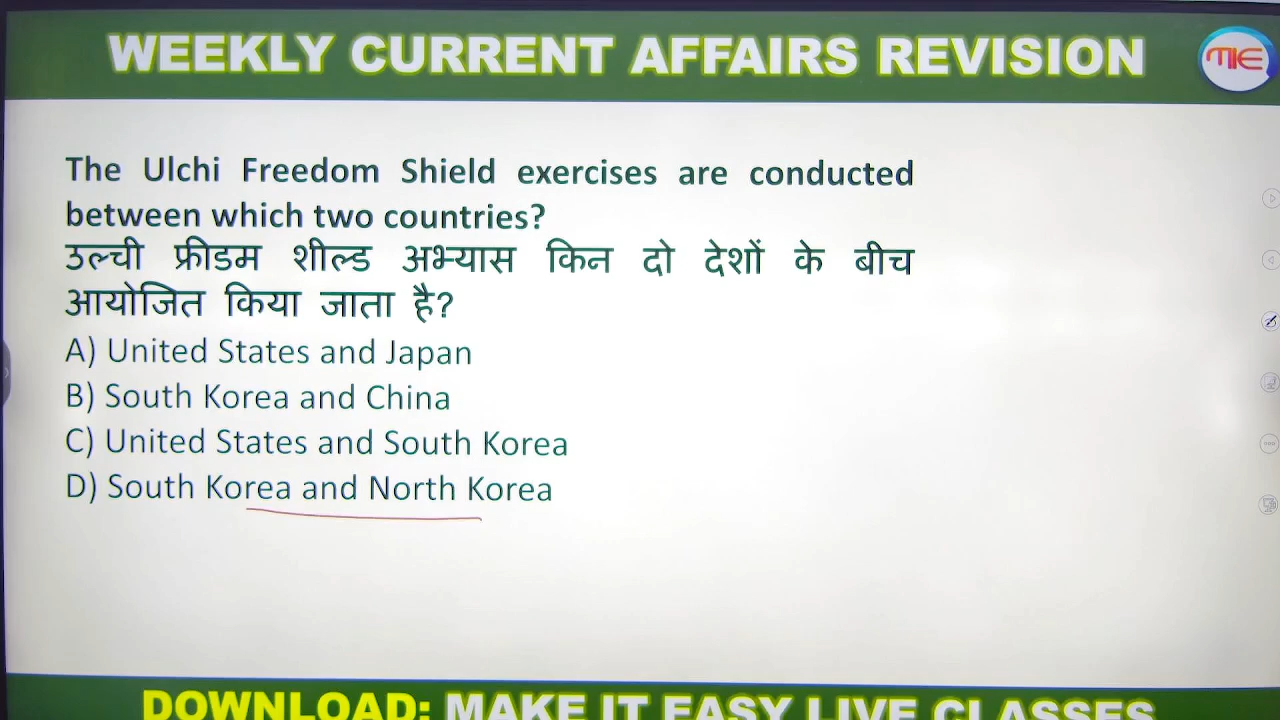 WEEKLY CURRENT AFFAIRS REVISION
MIE
The Ulchi Freedom Shield exercises are conducted
between which two countries?
उल्ची फ्रीडम शील्ड अभ्यास किन दो देशों के बीच
आयोजित किया जाता है?
A) United States and Japan
B) South Korea and China
C) United States and South Korea
D) South Korea and North Korea
DOWNLOAD: MAKE IT EASY LIVE CLASSES